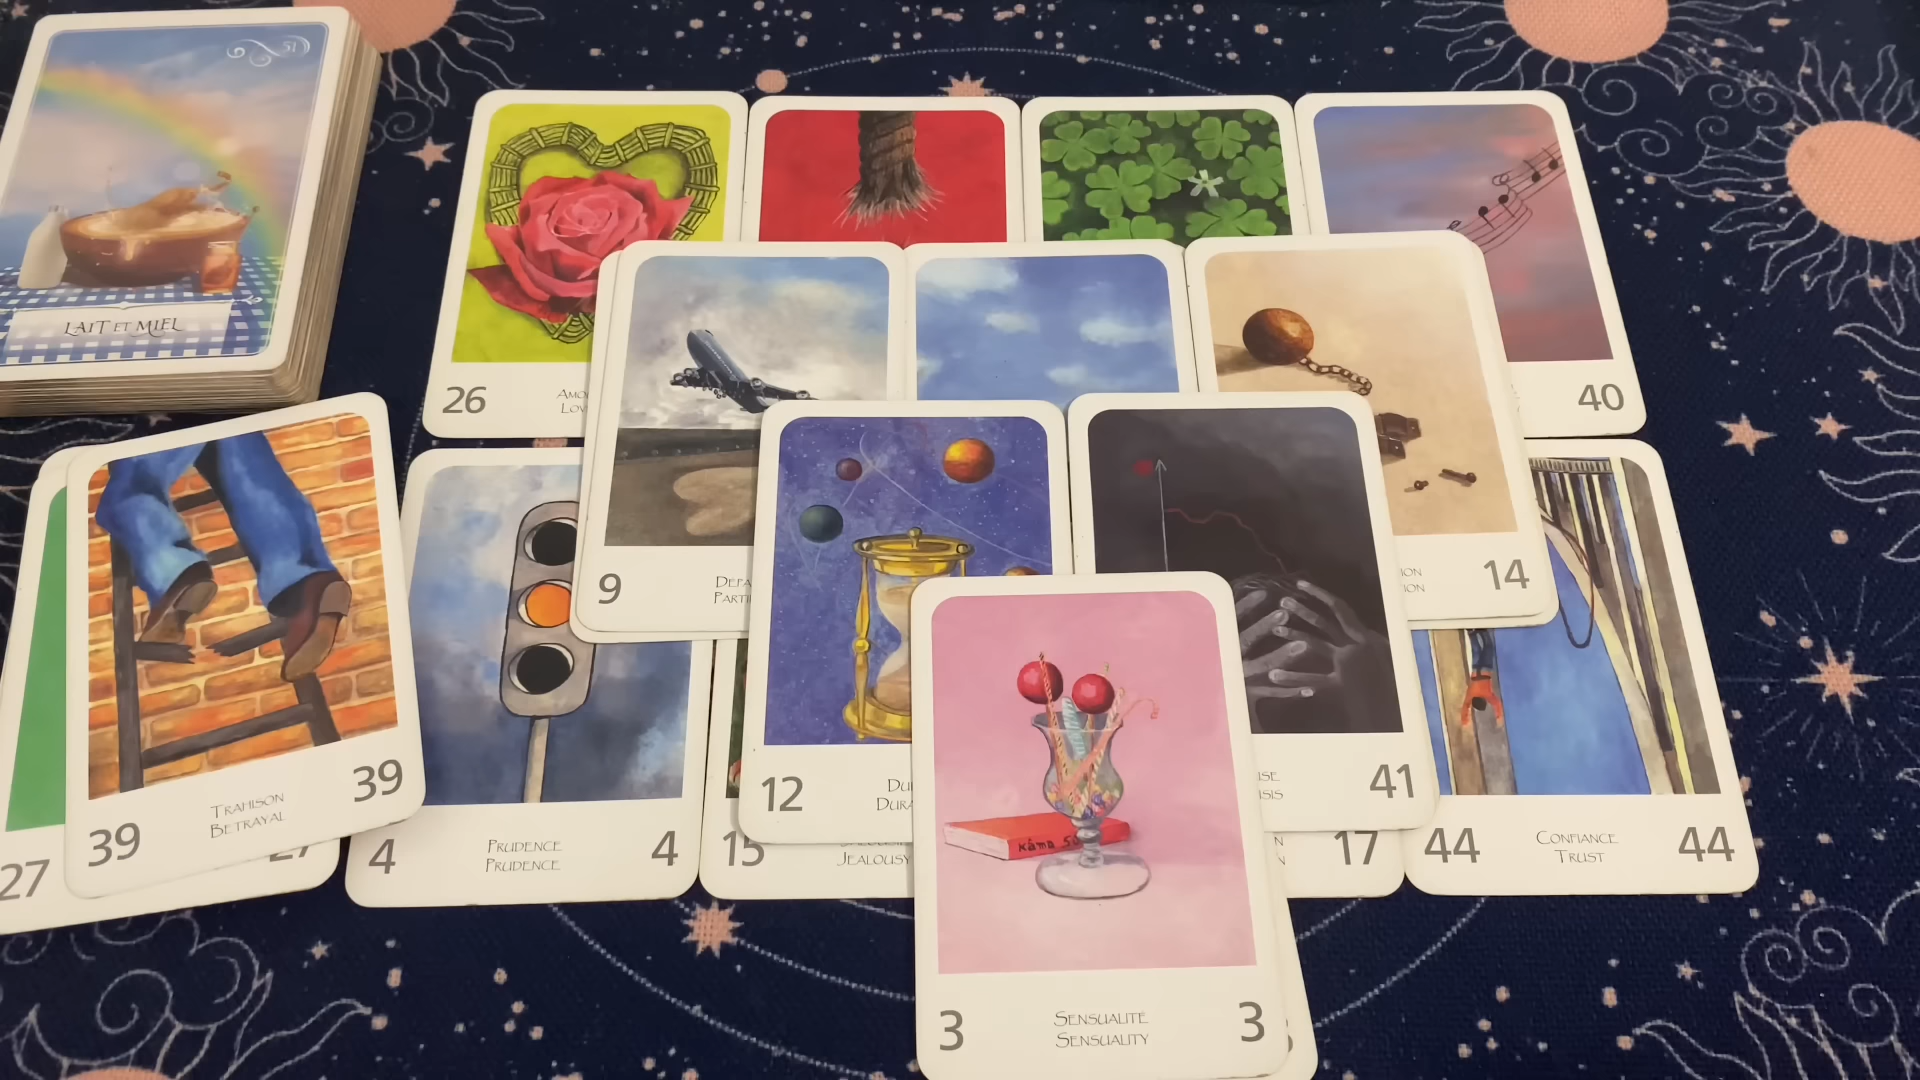 51
LAIT ET MIEL
26
40
9
14
39
TRAHISON
BETRAYAL
39
27
4
PRUDENCE
PRUDENCE
4
12
41
15
JEALOUSY
17
44
CONFIANCE
TRUST
44
Kâma
3
SENSUALITÉ
SENSUALITY
3